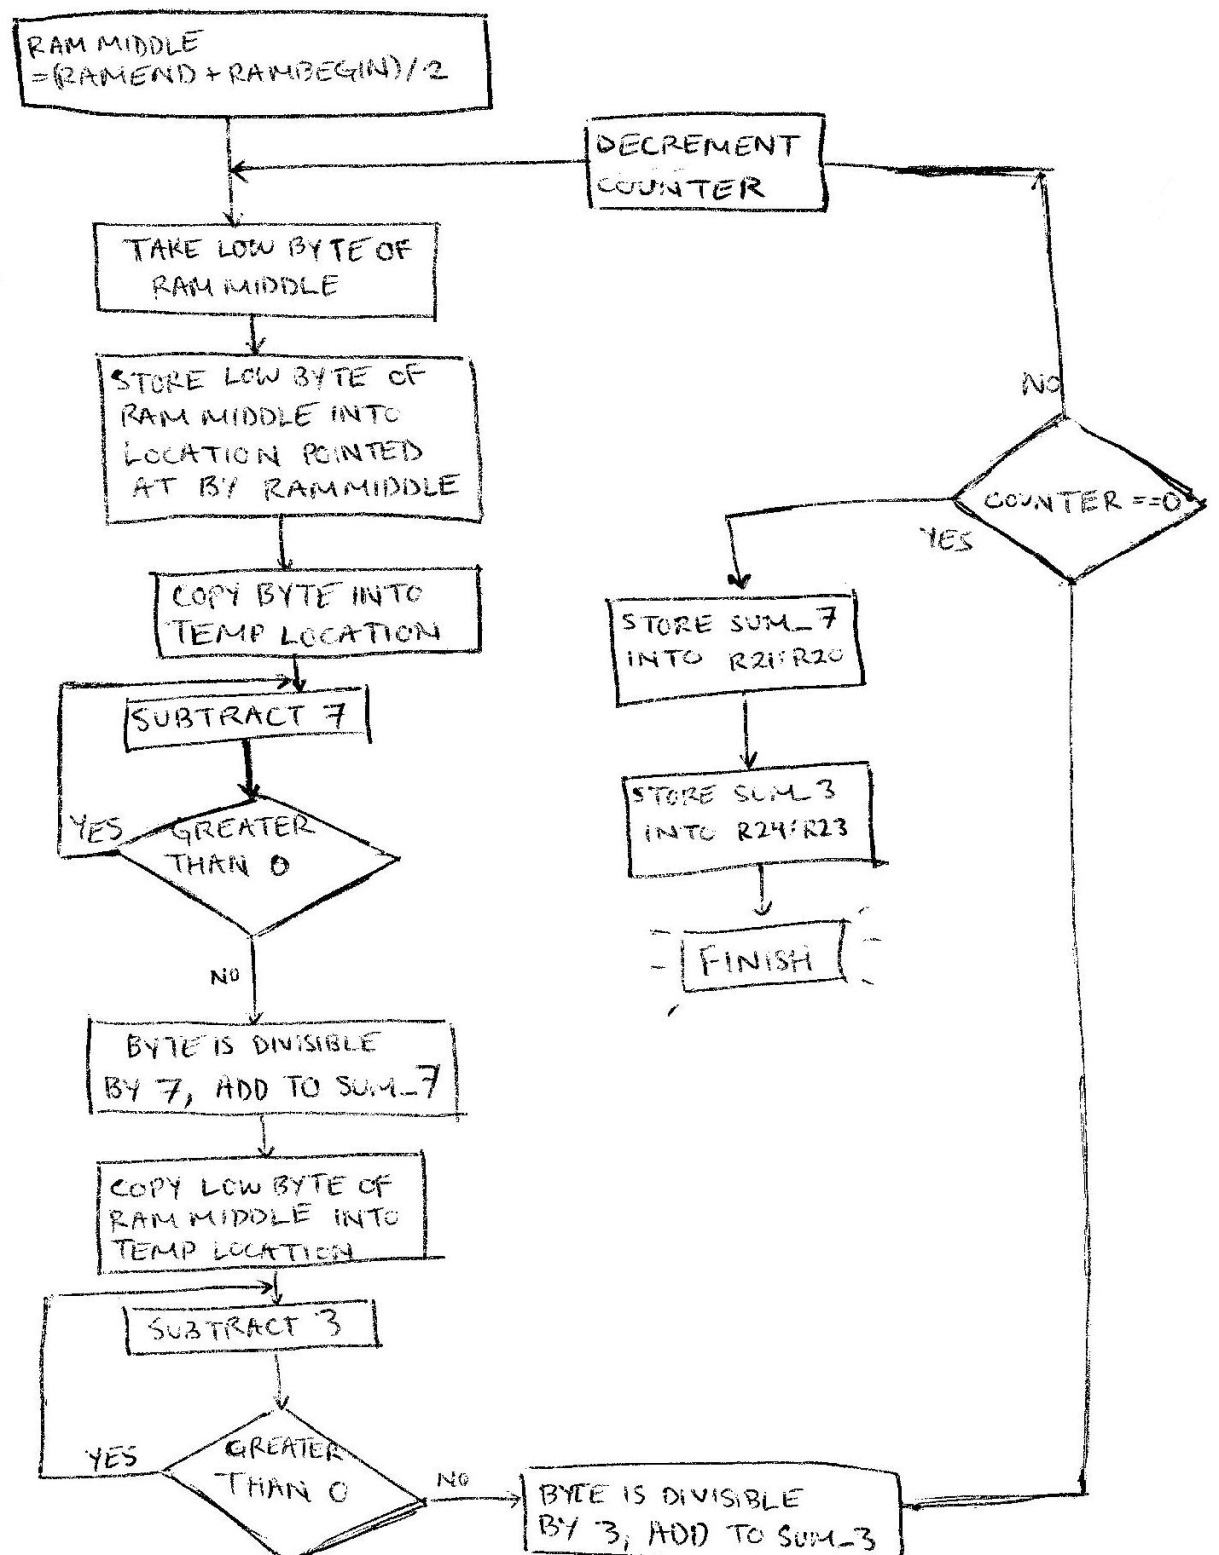 RAM MIDDLE
=(RAMEND + RAMBEGIN)/2
DECREMENT
COUNTER
TAKE LOW BYTE OF
RAM MIDDLE
STORE LOW BYTE OF
RAM MIDDLE INTO
LOCATION POINTED
AT BY RAMMIDDLE
COPY BYTE INTO
TEMP LOCATION
SUBTRACT 7
YES
GREATER
THAN 0
NO
BYTE IS DIVISIBLE
BY 7, ADD TO SUM_7
COPY LOW BYTE OF
RAM MIDDLE INTO
TEMP LOCATION
SUBTRACT 3
YES
GREATER
THAN 0
NO
BYTE IS DIVISIBLE
BY 3, ADD TO SUM_3
NO
COUNTER ==0
YES
STORE SUM_7
INTO R21:R20
STORE SUM_3
INTO R24:R23
FINISH